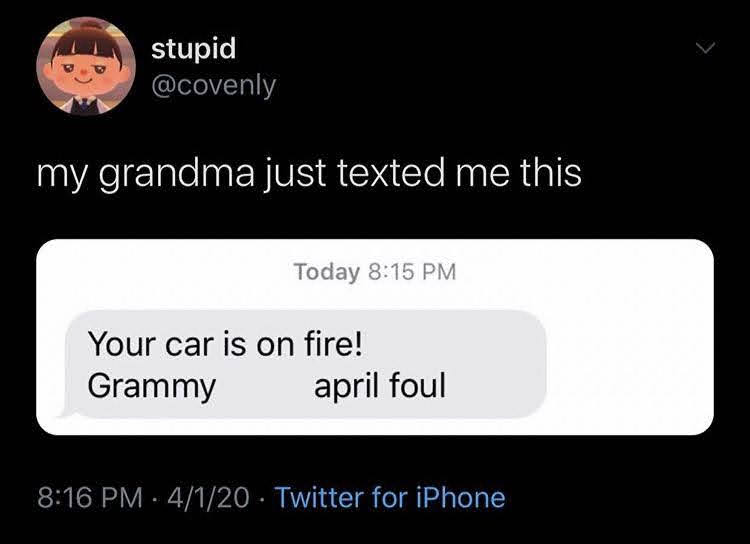 stupid
@covenly
my grandma just texted me this
Today 8:15 PM
Your car is on fire!
Grammy april foul
8:16 PM · 4/1/20 · Twitter for iPhone